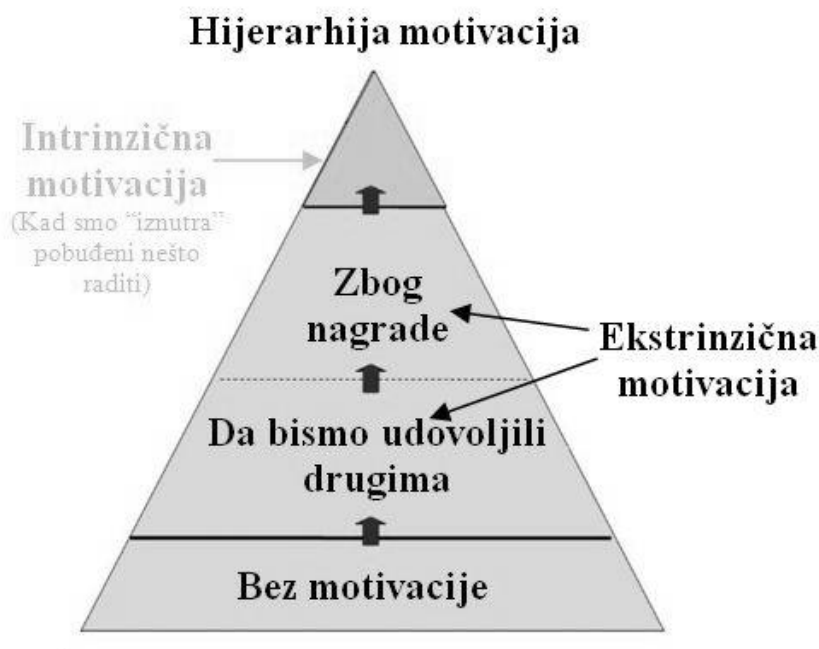 Hijerarhija motivacija
Intrinzična
motivacija
(Kad smo “iznutra”
pobuđeni nešto
raditi)
Zbog
nagrade
Ekstrinzična
motivacija
Da bismo udovoljili
drugima
Bez motivacije